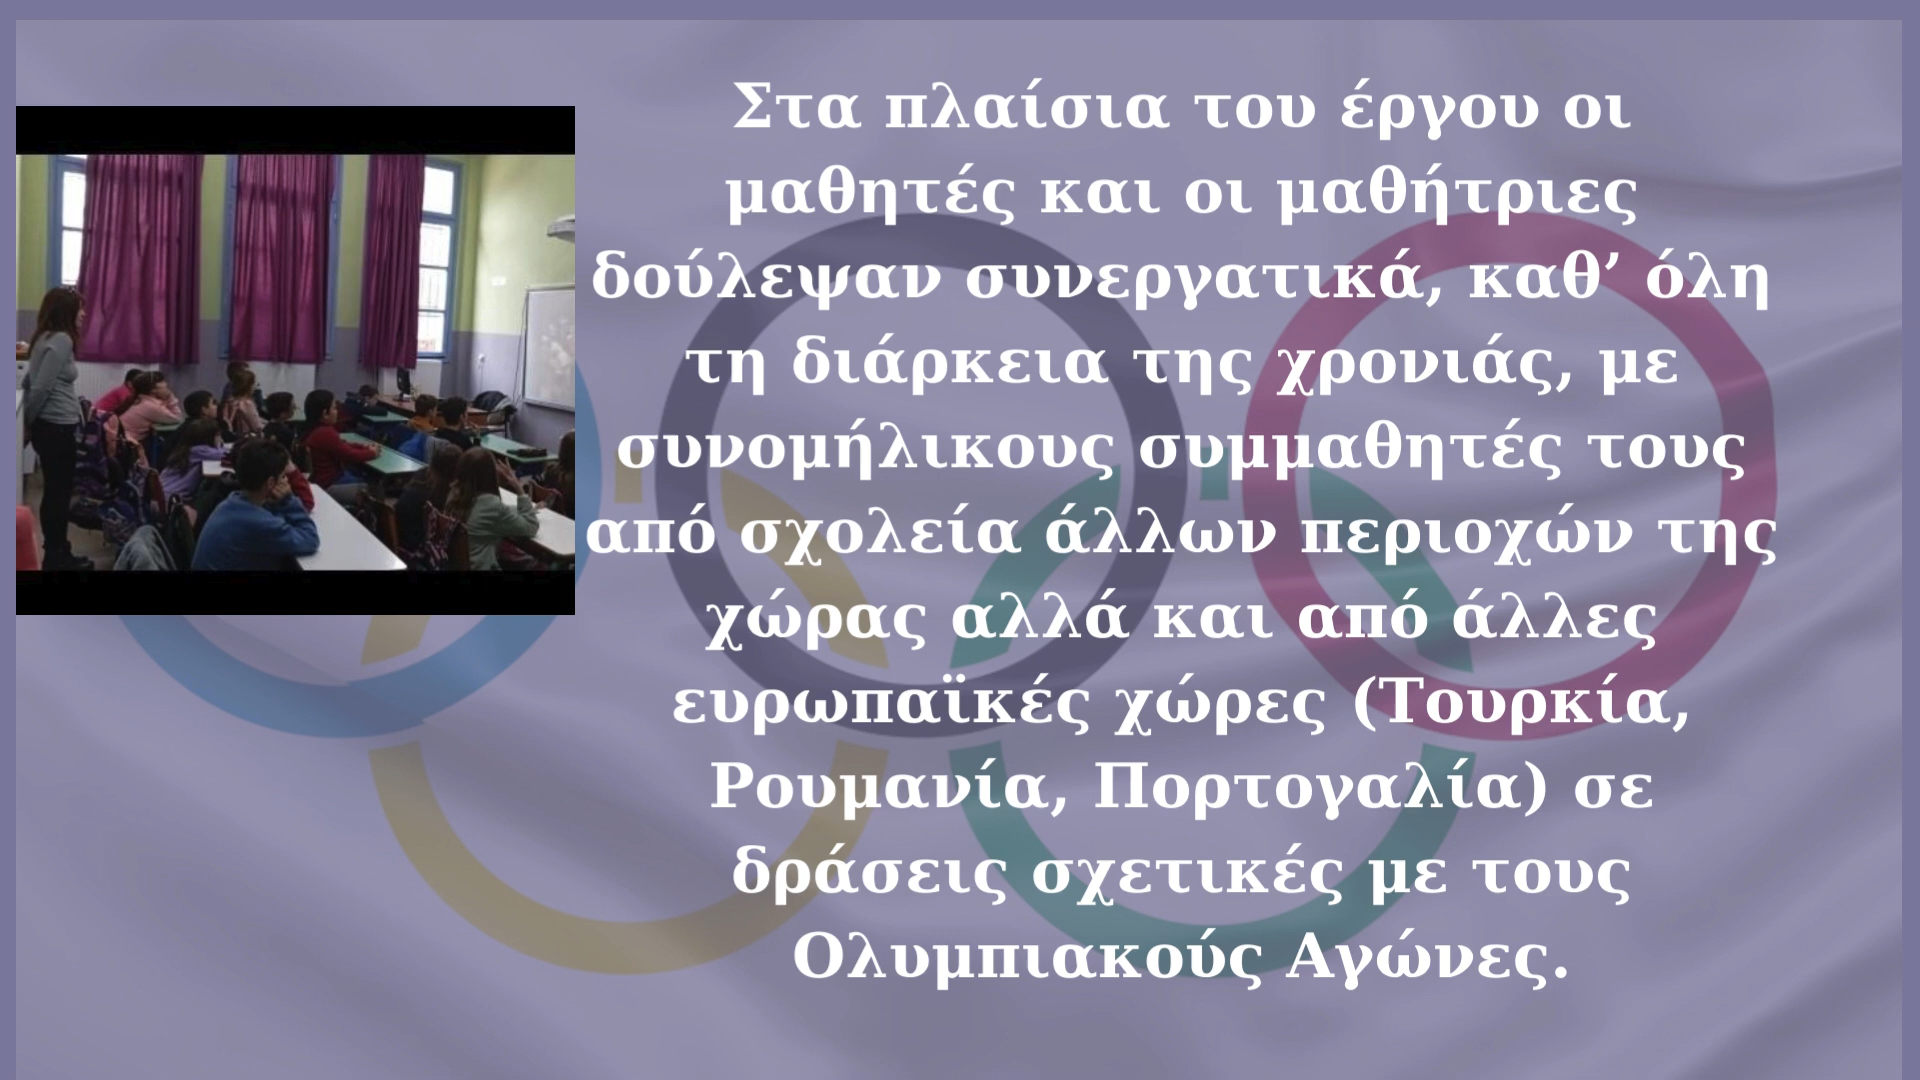 Στα πλαίσια του έργου οι
μαθητές και οι μαθήτριες
δούλεψαν συνεργατικά, καθ’ όλη
τη διάρκεια της χρονιάς, με
συνομήλικους συμμαθητές τους
από σχολεία άλλων περιοχών της
χώρας αλλά και από άλλες
ευρωπαϊκές χώρες (Τουρκία,
Ρουμανία, Πορτογαλία) σε
δράσεις σχετικές με τους
Ολυμπιακούς Αγώνες.